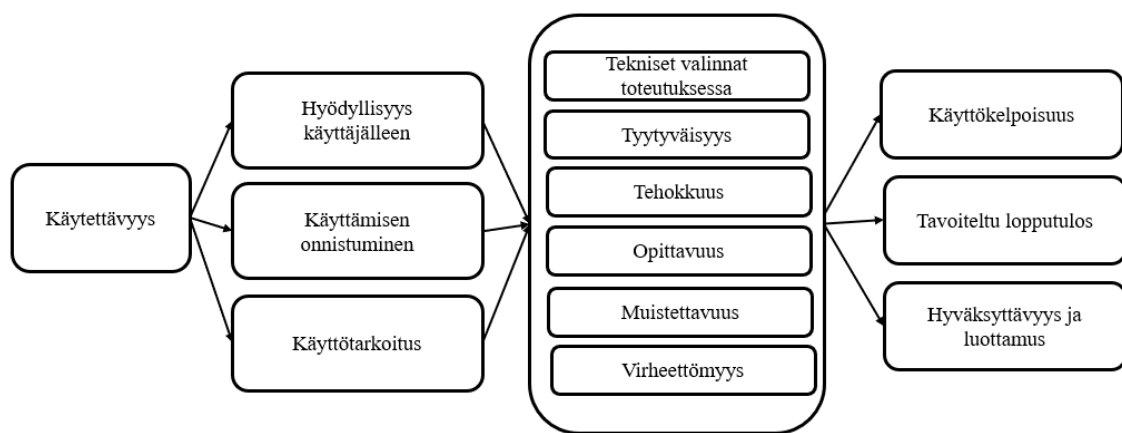 Käytettävyys
Hyödyllisyys
käyttäjälleen
Käyttämisen
onnistuminen
Käyttötarkoitus
Tekniset valinnat
toteutuksessa
Tyytyväisyys
Tehokkuus
Opittavuus
Muistettavuus
Virheettömyys
Käyttökelpoisuus
Tavoiteltu lopputulos
Hyväksyttävyys ja
luottamus